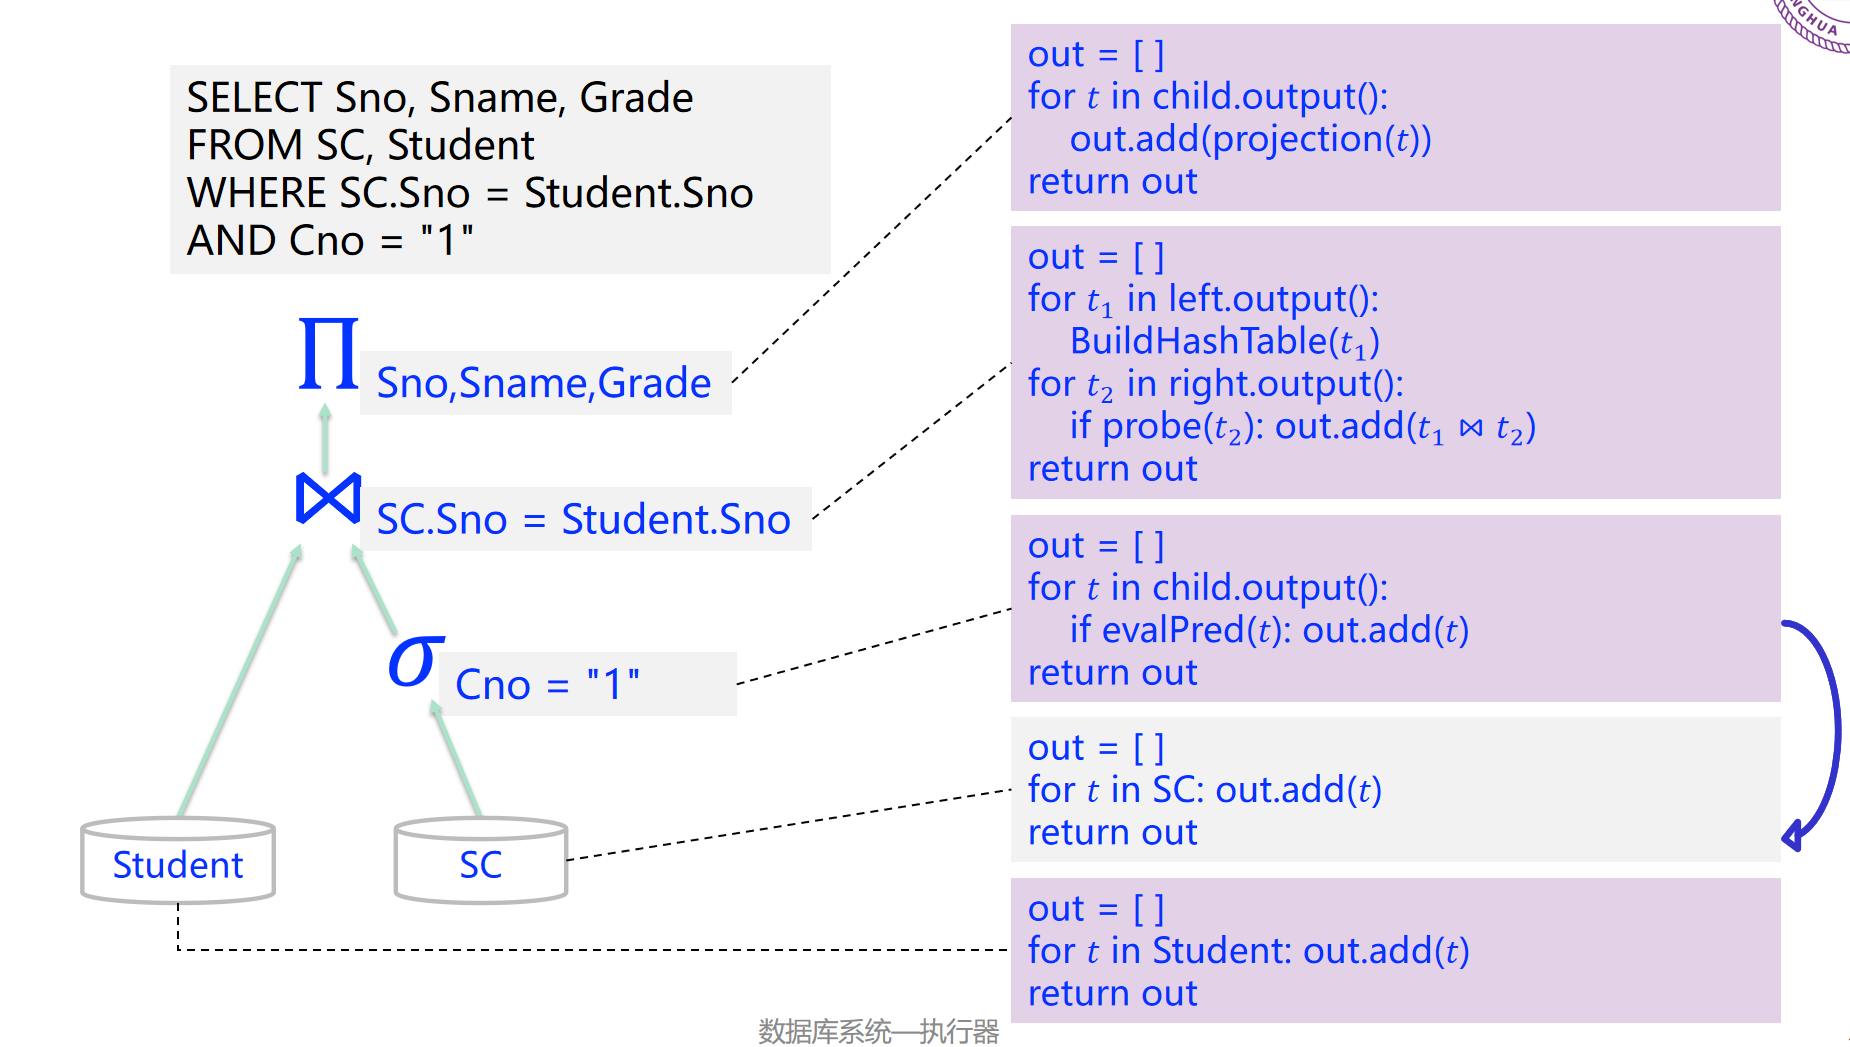 SELECT Sno, Sname, Grade
FROM SC, Student
WHERE SC.Sno = Student.Sno
AND Cno = "1"
∏
Sno,Sname,Grade
⋈
SC.Sno = Student.Sno
σ
Cno = "1"
Student
SC
out = [ ]
for t in child.output():
out.add(projection(t))
return out
out = [ ]
for t₁ in left.output():
BuildHashTable(t₁)
for t₂ in right.output():
if probe(t₂): out.add(t₁ ⋈ t₂)
return out
out = [ ]
for t in child.output():
if evalPred(t): out.add(t)
return out
out = [ ]
for t in SC: out.add(t)
return out
out = [ ]
for t in Student: out.add(t)
return out
数据库系统—执行器